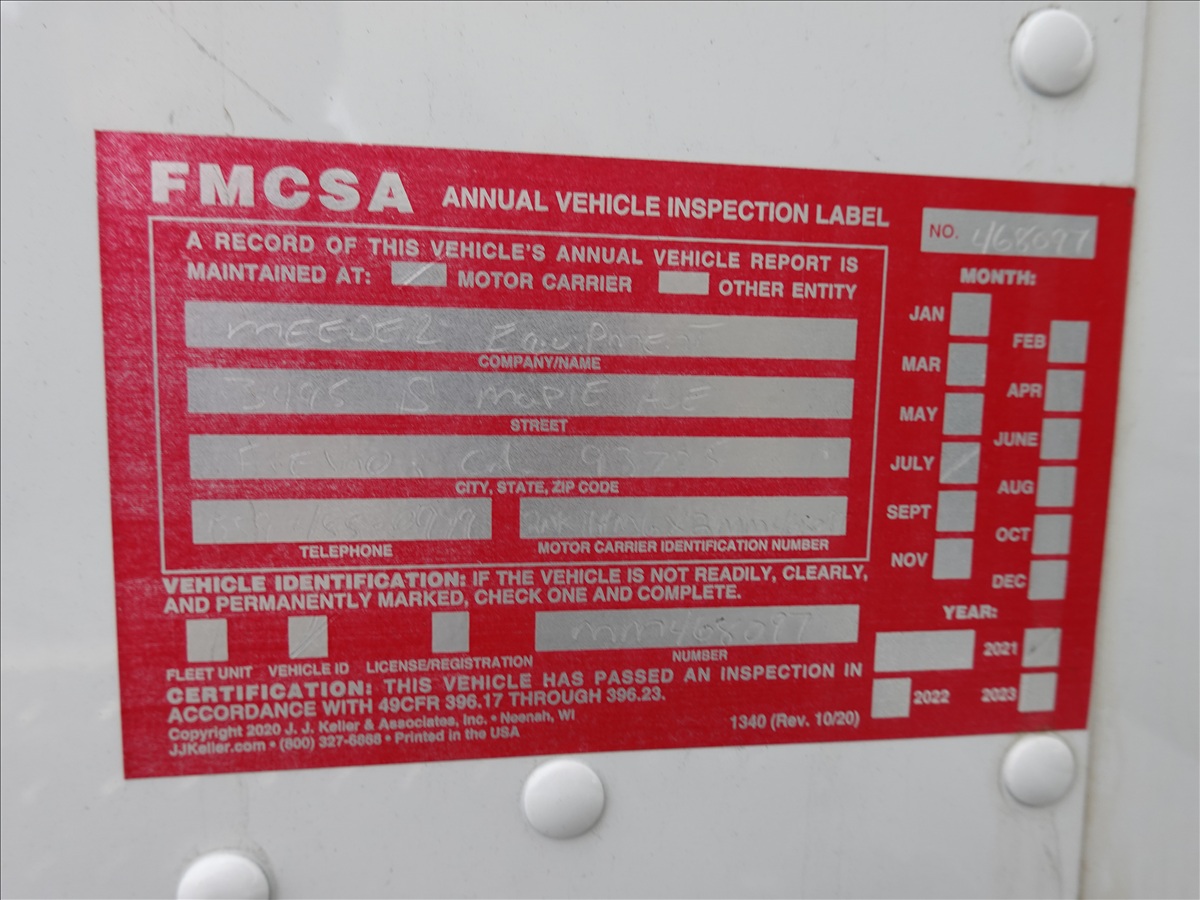 FMCSA ANNUAL VEHICLE INSPECTION LABEL
NO. 468097
A RECORD OF THIS VEHICLE'S ANNUAL VEHICLE REPORT IS
MAINTAINED AT: MOTOR CARRIER OTHER ENTITY
MEEDER
COMPANY/NAME
3495 S MAPLE AVE
STREET
CITY, STATE, ZIP CODE
TELEPHONE
MOTOR CARRIER IDENTIFICATION NUMBER
VEHICLE IDENTIFICATION: IF THE VEHICLE IS NOT READILY, CLEARLY,
AND PERMANENTLY MARKED, CHECK ONE AND COMPLETE.
MM468097
FLEET UNIT VEHICLE ID LICENSE/REGISTRATION NUMBER
CERTIFICATION: THIS VEHICLE HAS PASSED AN INSPECTION IN
ACCORDANCE WITH 49CFR 396.17 THROUGH 396.23.
Copyright 2020 J. J. Keller & Associates, Inc. • Neenah, WI
JJKeller.com • (800) 327-6868 • Printed in the USA
1340 (Rev. 10/20)
MONTH:
JAN FEB
MAR APR
MAY JUNE
JULY AUG
SEPT OCT
NOV DEC
YEAR:
2021
2022 2023